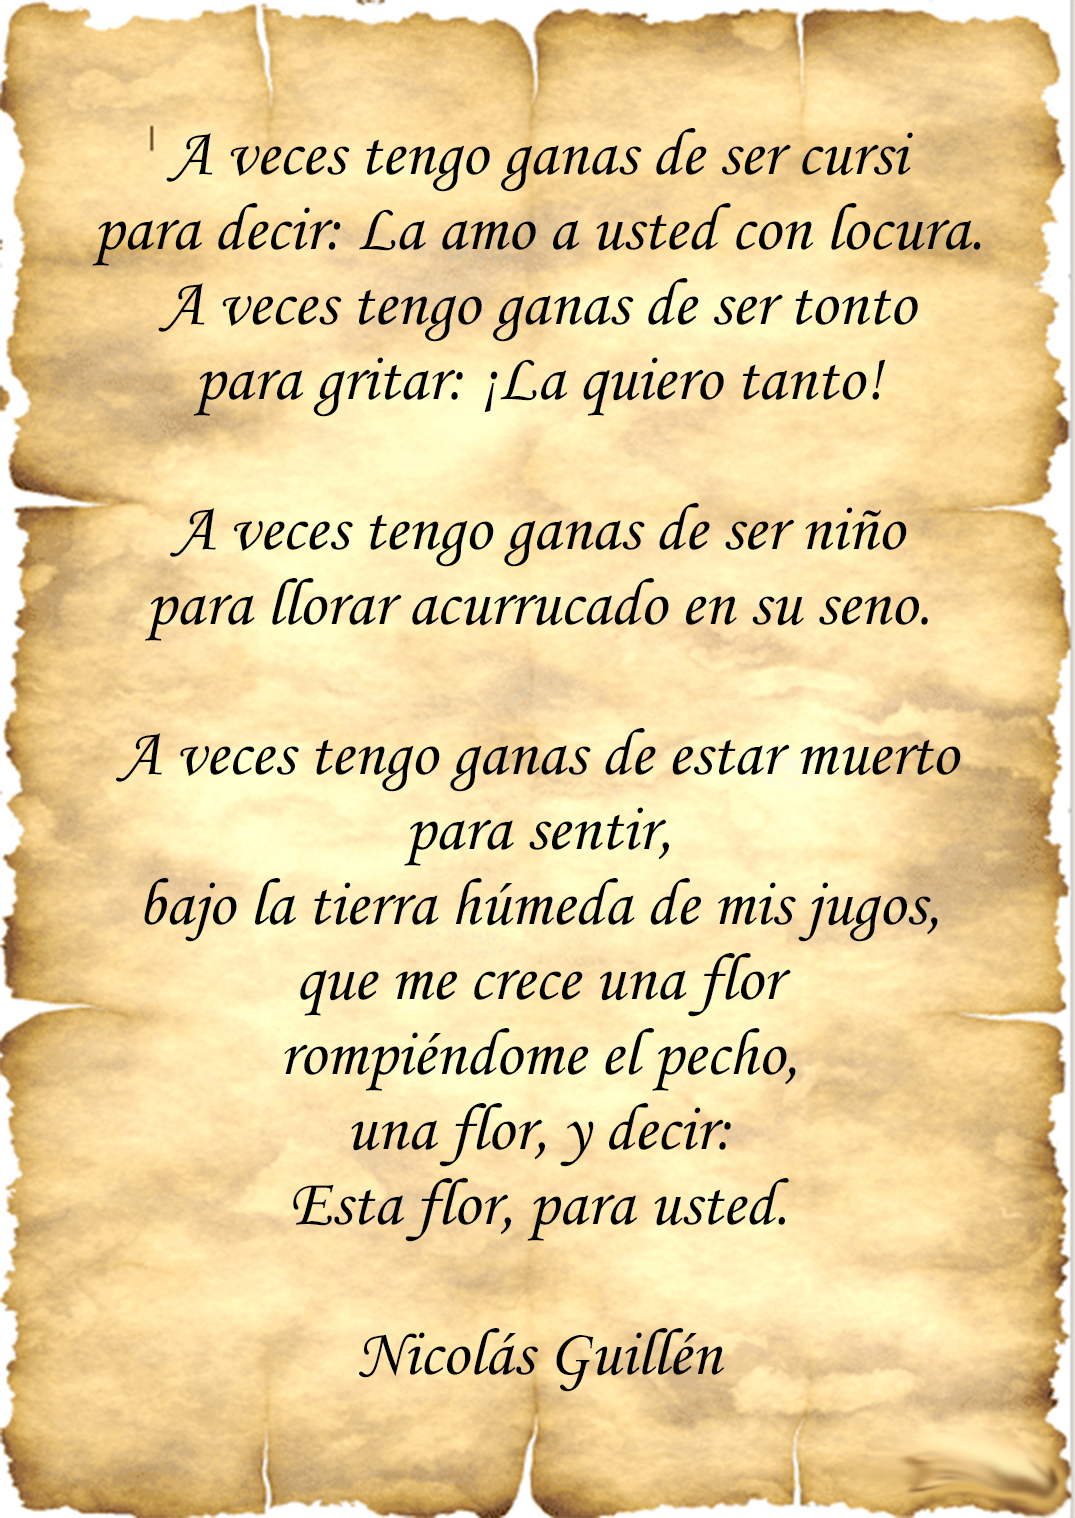 A veces tengo ganas de ser cursi
para decir: La amo a usted con locura.
A veces tengo ganas de ser tonto
para gritar: ¡La quiero tanto!
A veces tengo ganas de ser niño
para llorar acurrucado en su seno.
A veces tengo ganas de estar muerto
para sentir,
bajo la tierra húmeda de mis jugos,
que me crece una flor
rompiéndome el pecho,
una flor, y decir:
Esta flor, para usted.
Nicolás Guillén